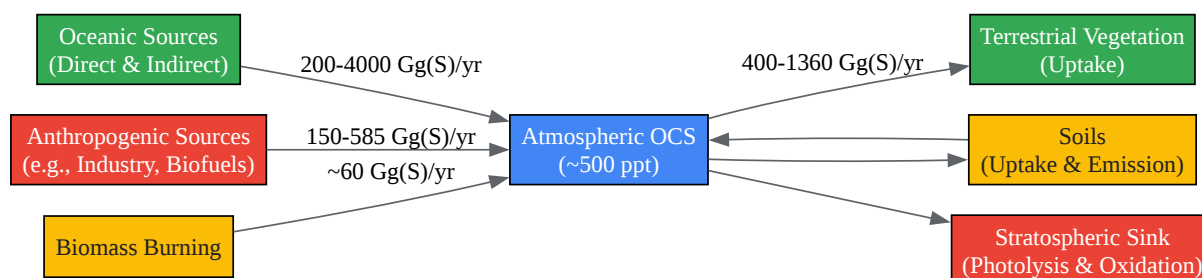 Oceanic Sources
(Direct & Indirect)
200-4000 Gg(S)/yr
Anthropogenic Sources
(e.g., Industry, Biofuels)
150-585 Gg(S)/yr
~60 Gg(S)/yr
Biomass Burning
Atmospheric OCS
(~500 ppt)
400-1360 Gg(S)/yr
Terrestrial Vegetation
(Uptake)
Soils
(Uptake & Emission)
Stratospheric Sink
(Photolysis & Oxidation)